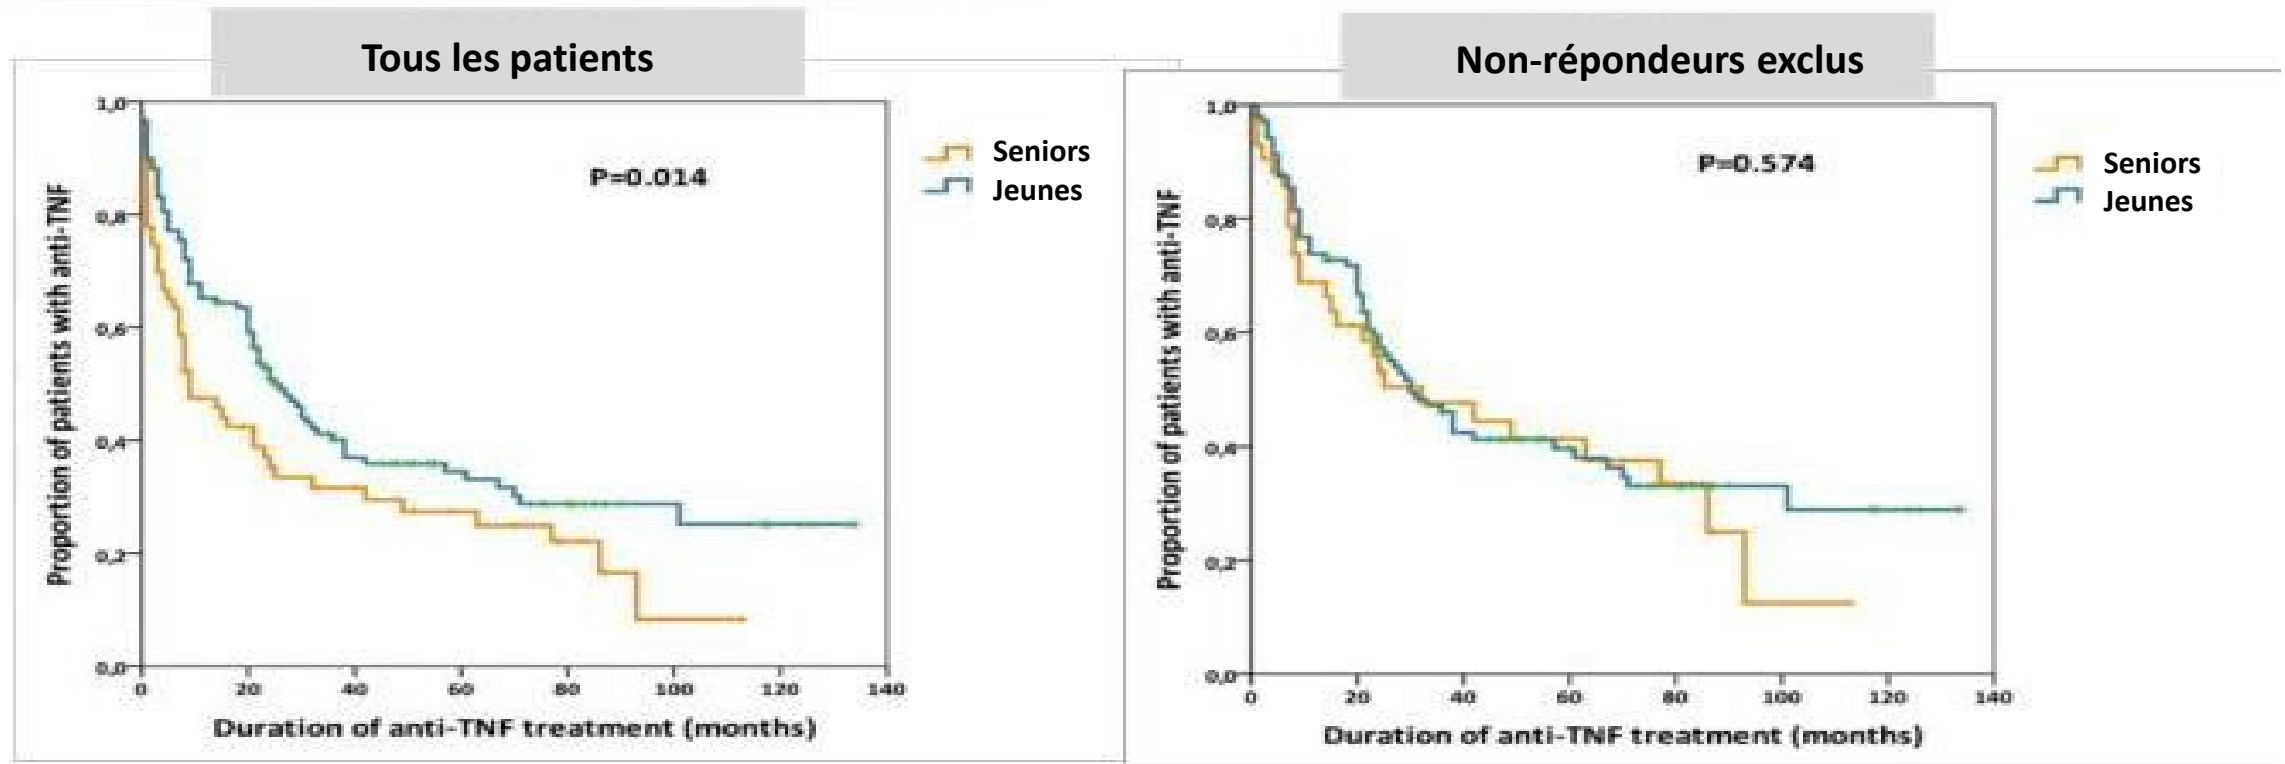 Tous les patients
Proportion of patients with anti-TNF
1,0
0,8
0,6
0,4
0,2
0,0
P=0.014
0 20 40 60 80 100 120 140
Duration of anti-TNF treatment (months)
Seniors
Jeunes
Non-répondeurs exclus
Proportion of patients with anti-TNF
1,0
0,8
0,6
0,4
0,2
0,0
P=0.574
0 20 40 60 80 100 120 140
Duration of anti-TNF treatment (months)
Seniors
Jeunes